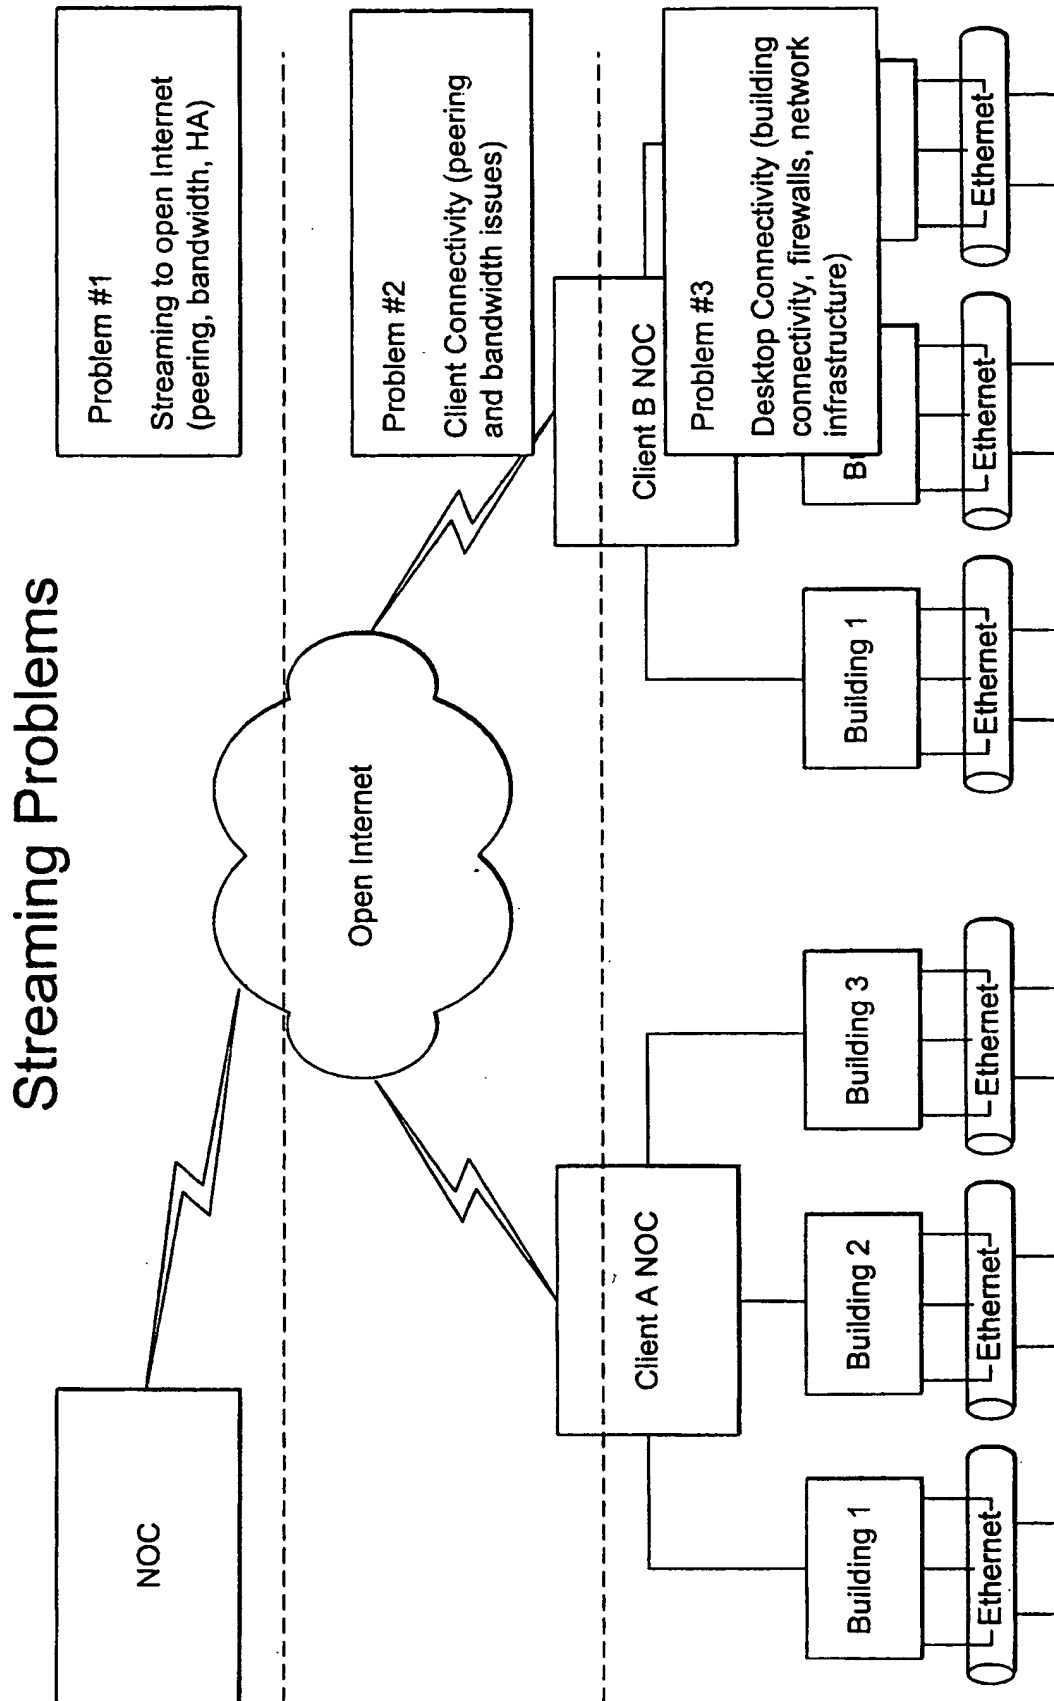 Streaming Problems
NOC
Problem #1
Streaming to open Internet
(peering, bandwidth, HA)
Open Internet
Problem #2
Client Connectivity (peering
and bandwidth issues)
Client A NOC
Client B NOC
Problem #3
Desktop Connectivity (building
connectivity, firewalls, network
infrastructure)
Building 1
Building 2
Building 3
Building 1
Ethernet
Ethernet
Ethernet
Ethernet
Ethernet
Ethernet